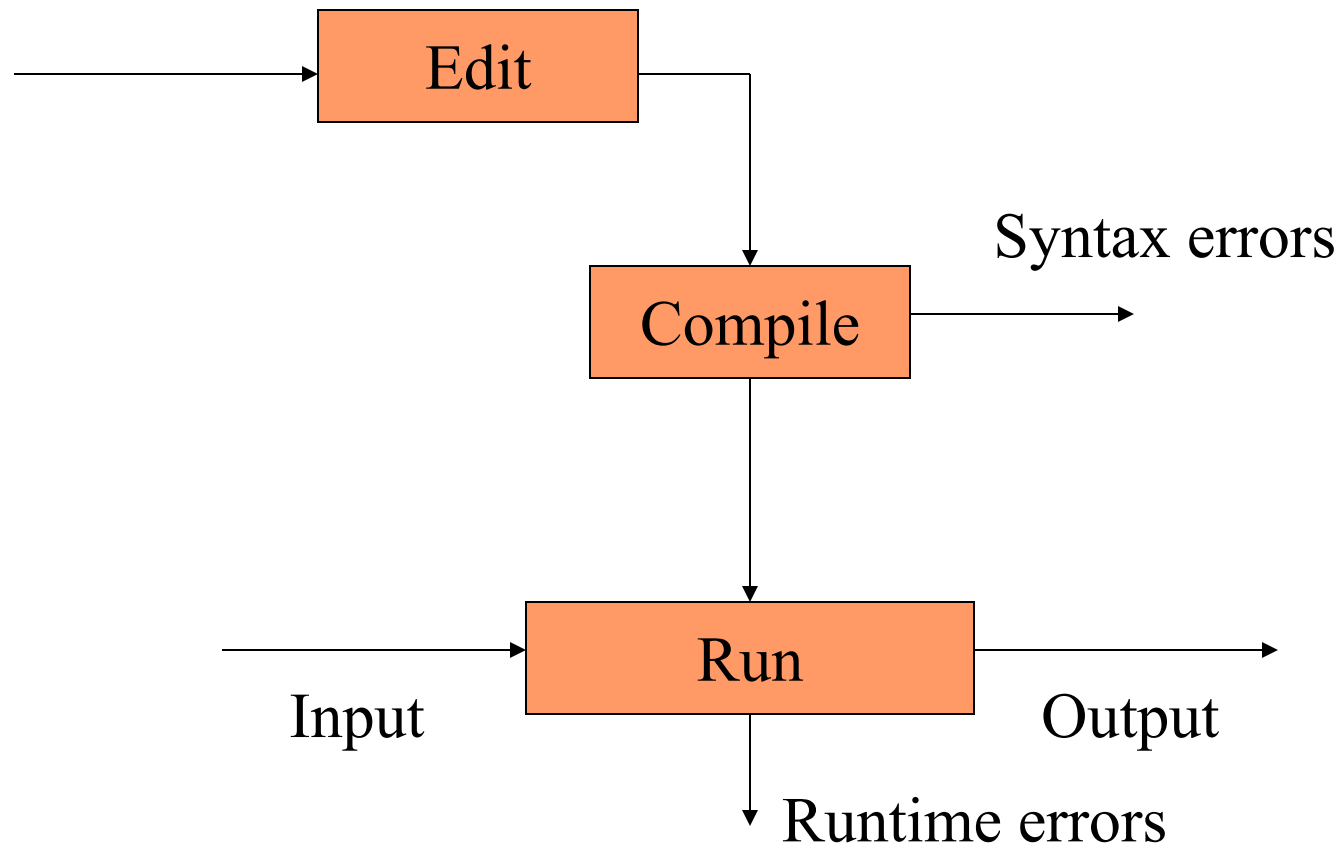 Edit
Syntax errors
Compile
Run
Input
Output
Runtime errors